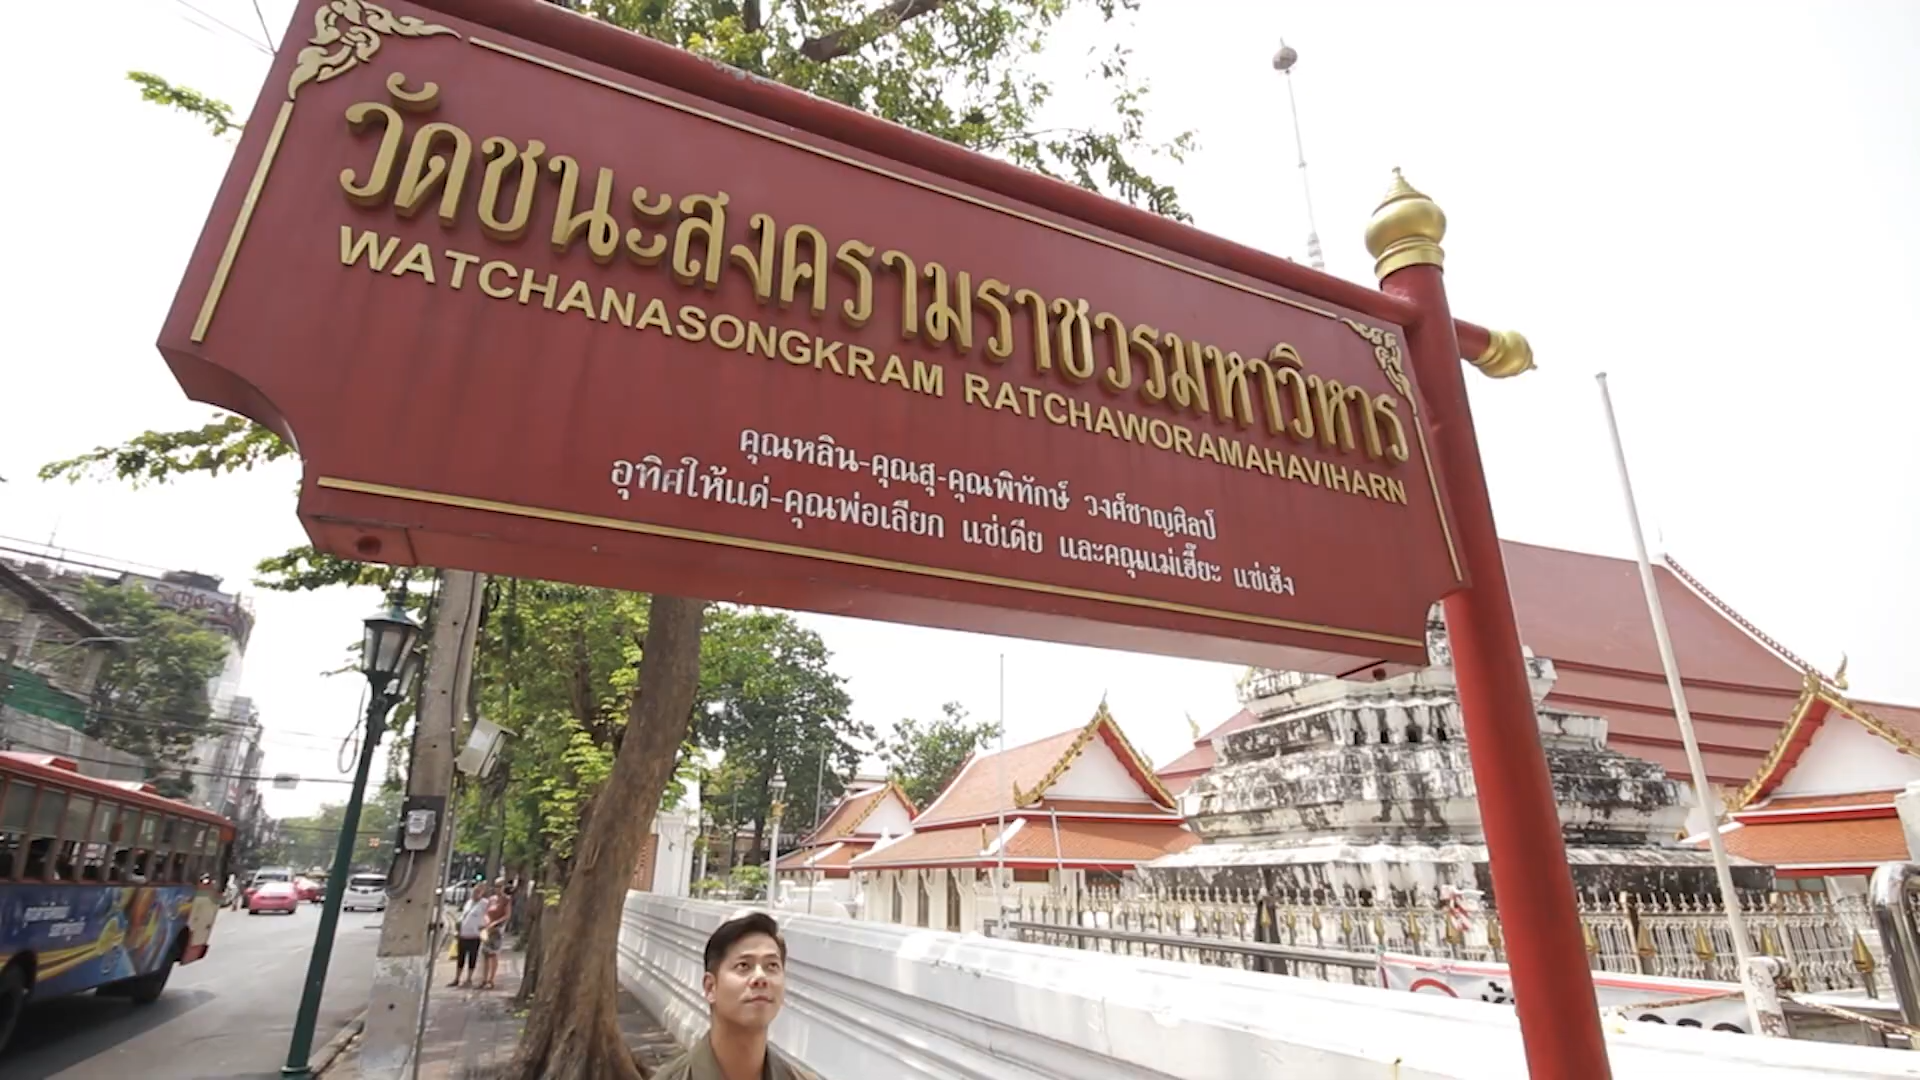 วัดชนะสงครามราชวรมหาวิหาร
WATCHANASONGKRAM RATCHAWORAMAHAVIHARN
คุณหลิน-คุณสุ-คุณพิทักษ์ วงศ์ชาญศิลป์
อุทิศให้แด่-คุณพ่อเลียก แซ่เดีย และคุณแม่เฮี๊ยะ แซ่เฮ้ง